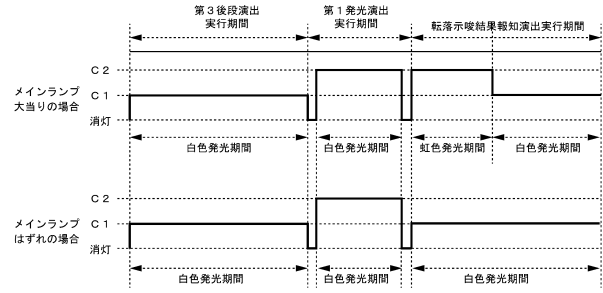 第３後段演出
実行期間
第１発光演出
実行期間
転落示唆結果報知演出実行期間
メインランプ
大当りの場合
Ｃ２
Ｃ１
消灯
白色発光期間
白色発光期間
虹色発光期間
白色発光期間
メインランプ
はずれの場合
Ｃ２
Ｃ１
消灯
白色発光期間
白色発光期間
白色発光期間